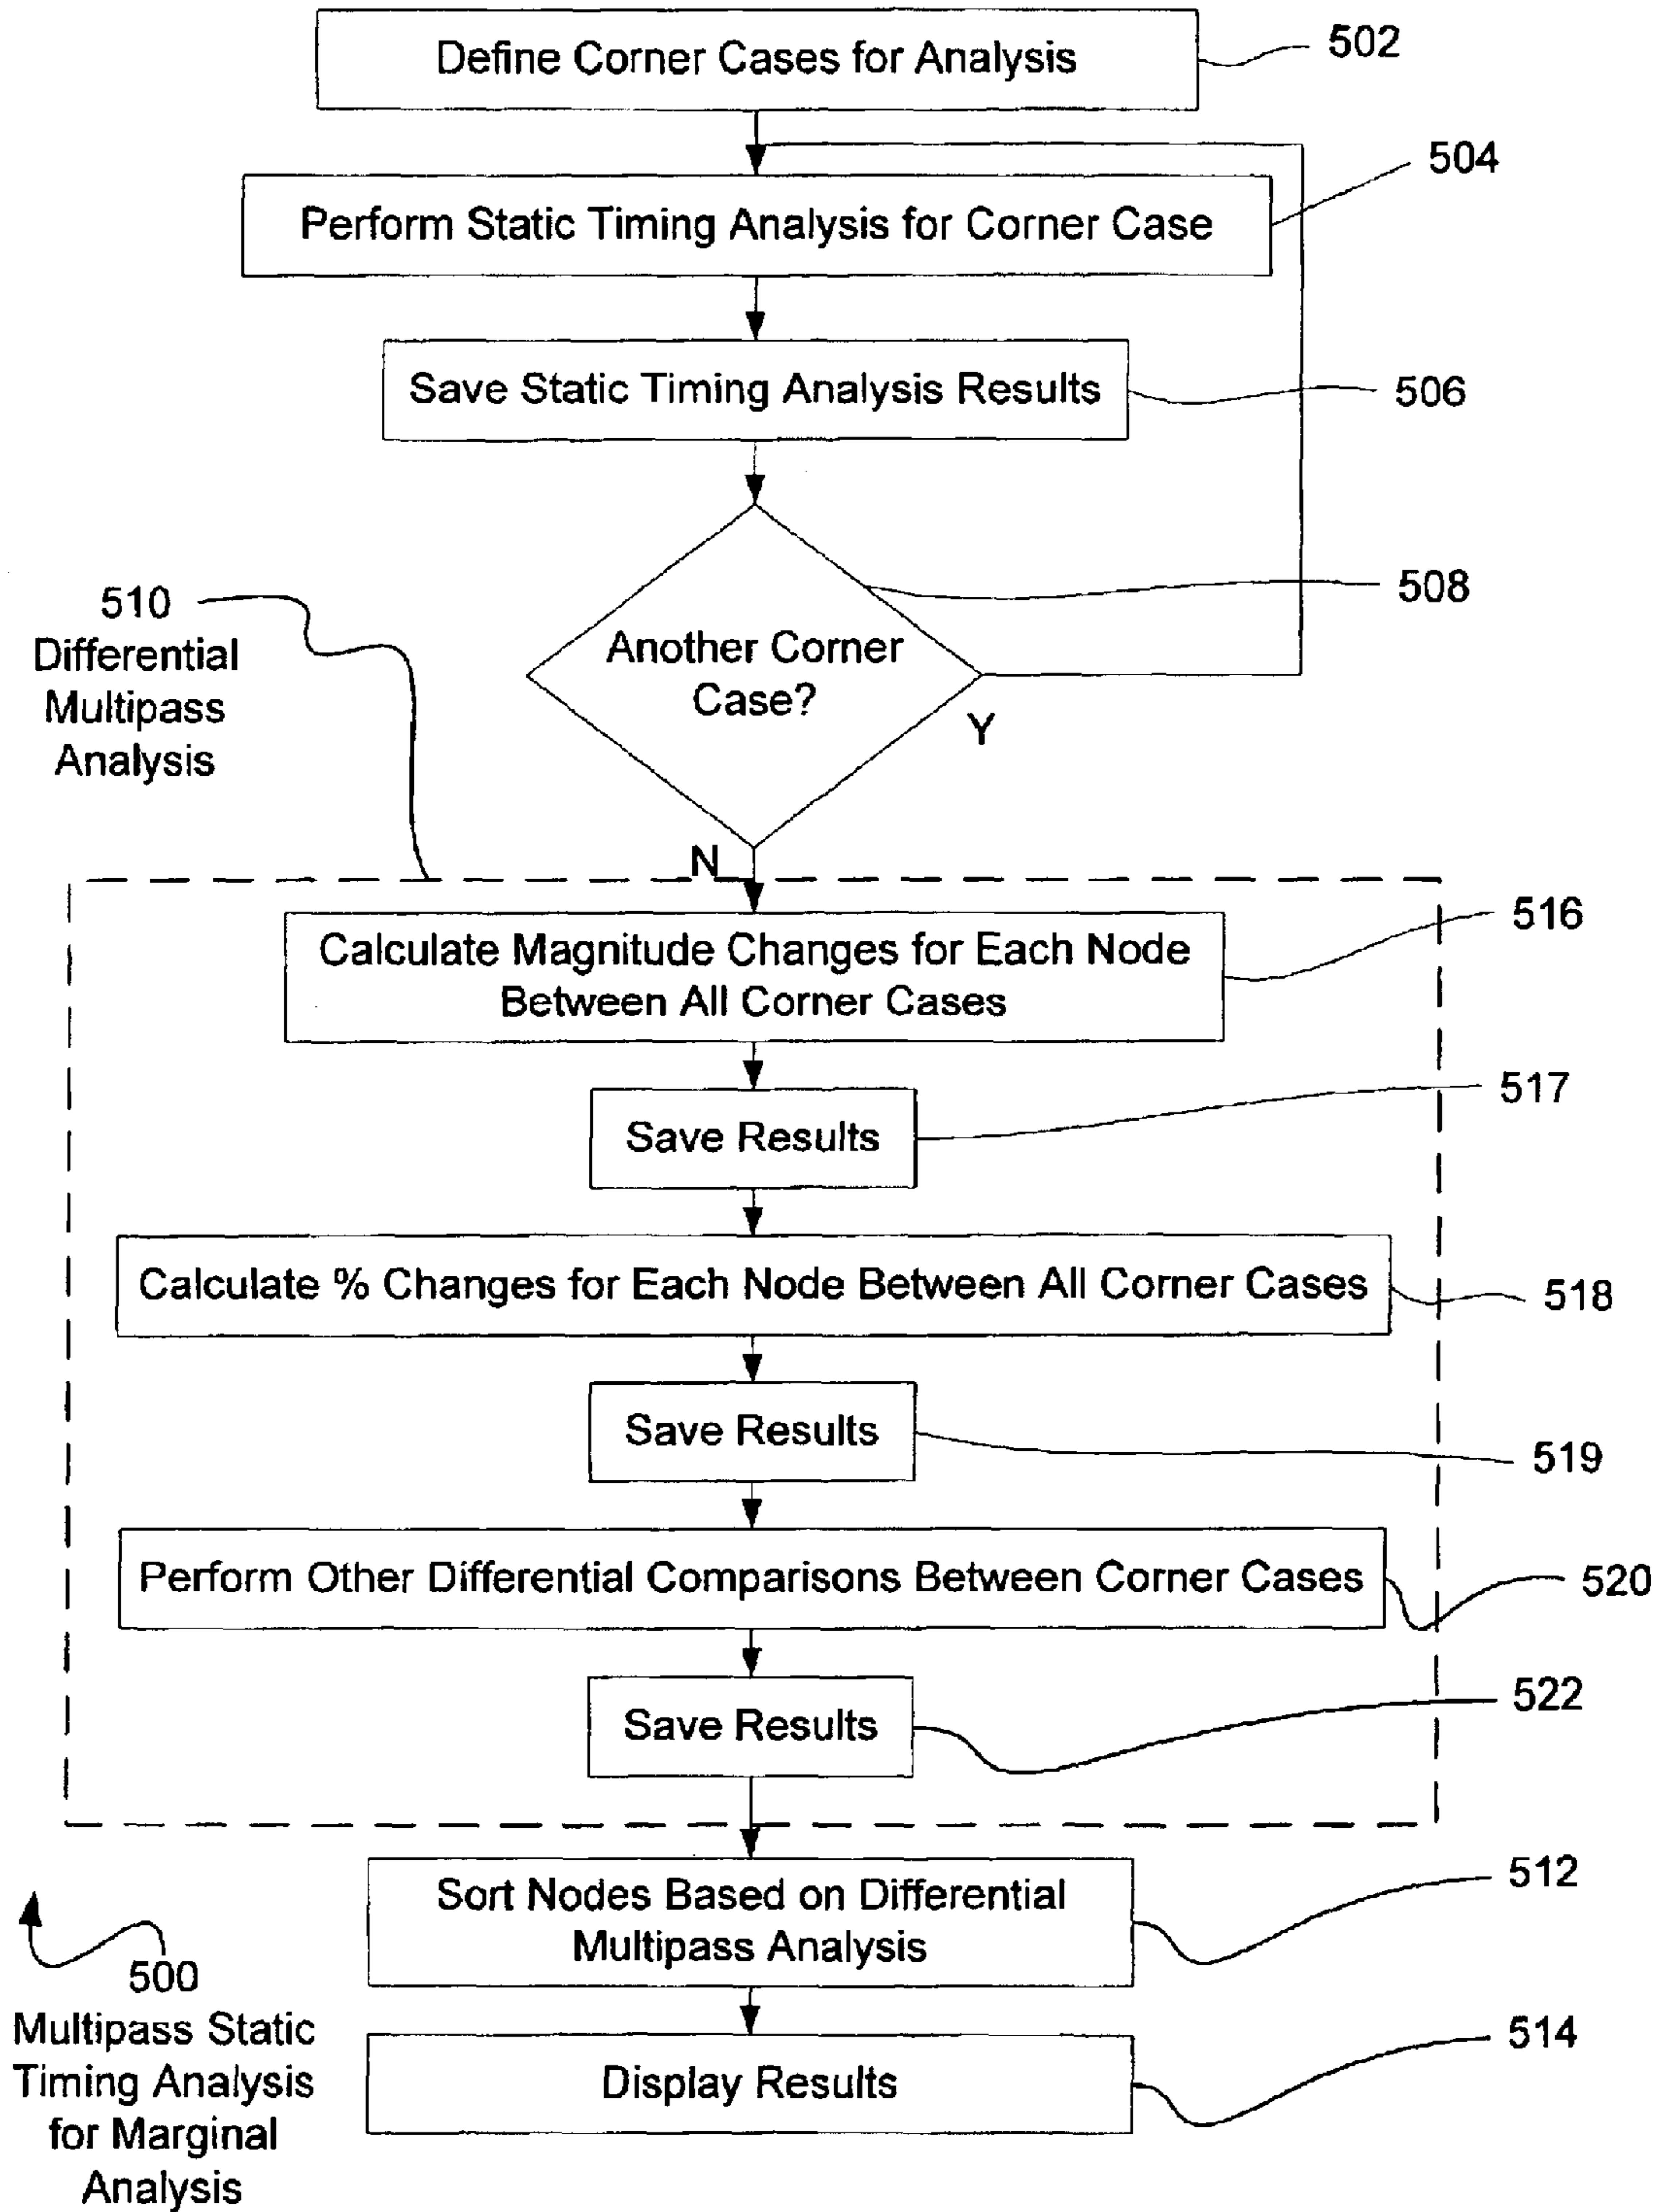 Define Corner Cases for Analysis
502
504
Perform Static Timing Analysis for Corner Case
Save Static Timing Analysis Results
506
508
510
Differential
Multipass
Analysis
Another Corner
Case?
Y
N
516
Calculate Magnitude Changes for Each Node
Between All Corner Cases
517
Save Results
Calculate % Changes for Each Node Between All Corner Cases
518
Save Results
519
Perform Other Differential Comparisons Between Corner Cases
520
Save Results
522
Sort Nodes Based on Differential
Multipass Analysis
512
500
Multipass Static
Timing Analysis
for Marginal
Analysis
Display Results
514